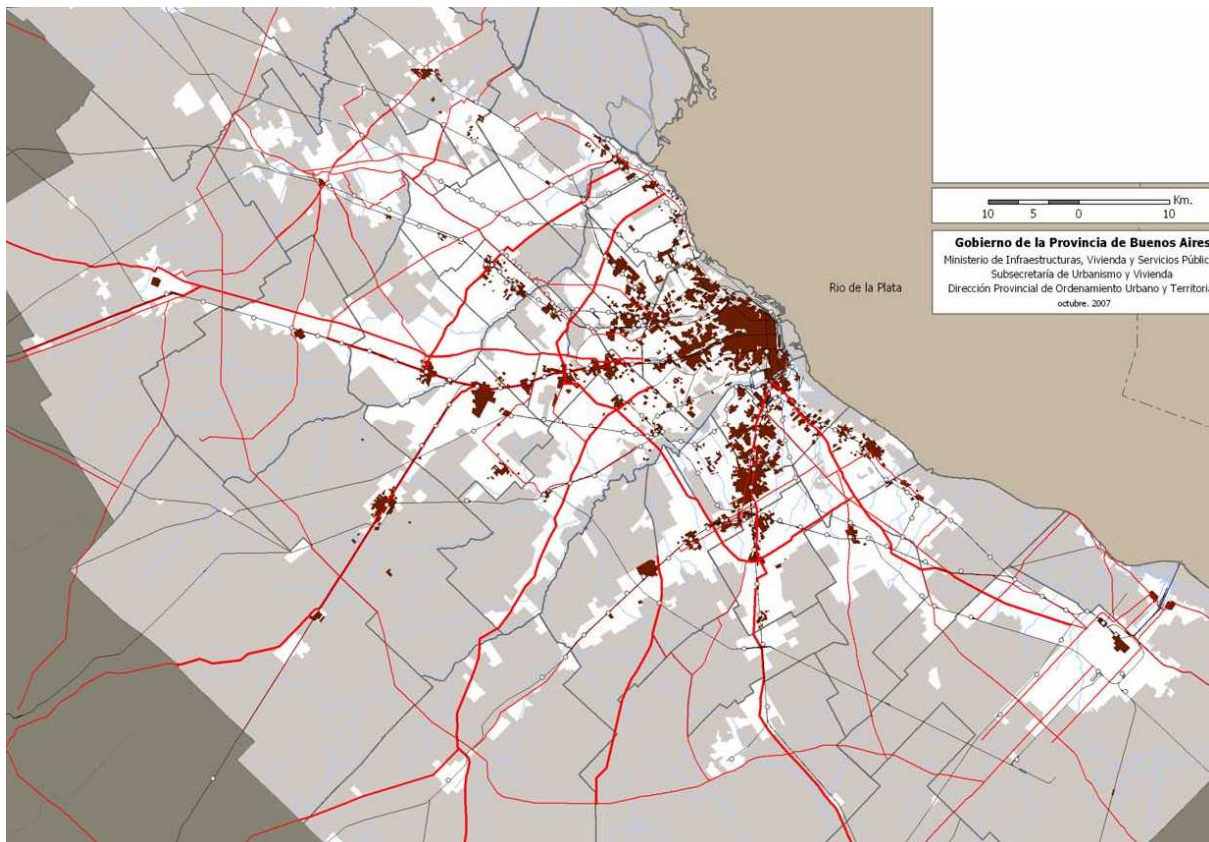 Km.
10 5 0 10
Gobierno de la Provincia de Buenos Aires
Ministerio de Infraestructuras, Vivienda y Servicios Públic
Subsecretaría de Urbanismo y Vivienda
Dirección Provincial de Ordenamiento Urbano y Territoria
octubre. 2007
Rio de la Plata